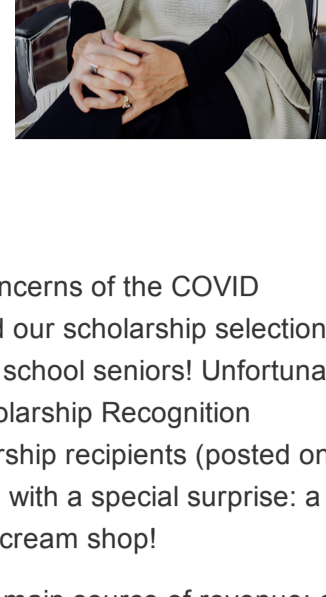 ncerns of the COVID
our scholarship selection
school seniors! Unfortuna
olarship Recognition
rship recipients (posted on
with a special surprise: a
cream shop!
main source of revenue: